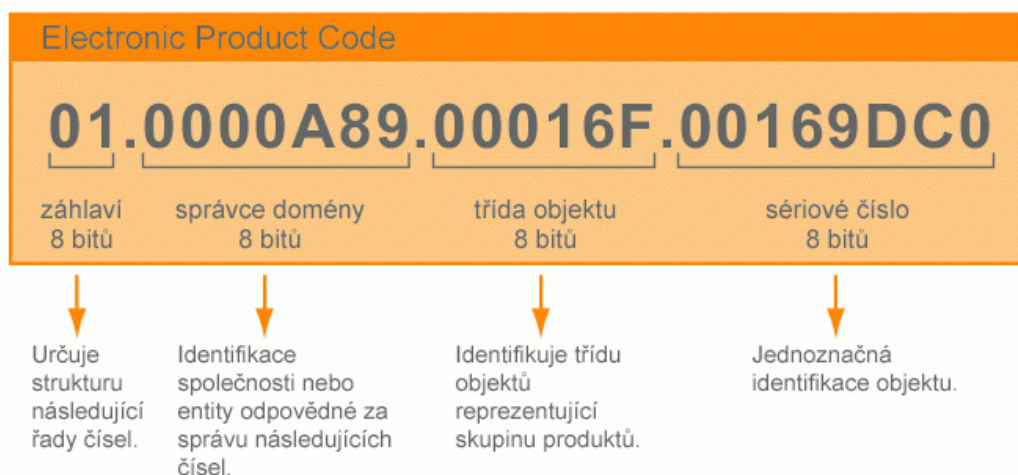 Electronic Product Code
01.0000A89.00016F.00169DC0
záhlaví správce domény třída objektu sériové číslo
8 bitů 8 bitů 8 bitů 8 bitů
Určuje
strukturu
následující
řady čísel.
Identifikace
společnosti nebo
entity odpovědné za
správu následujících
čísel.
Identifikuje třídu
objektů
reprezentující
skupinu produktů.
Jednoznačná
identifikace objektu.